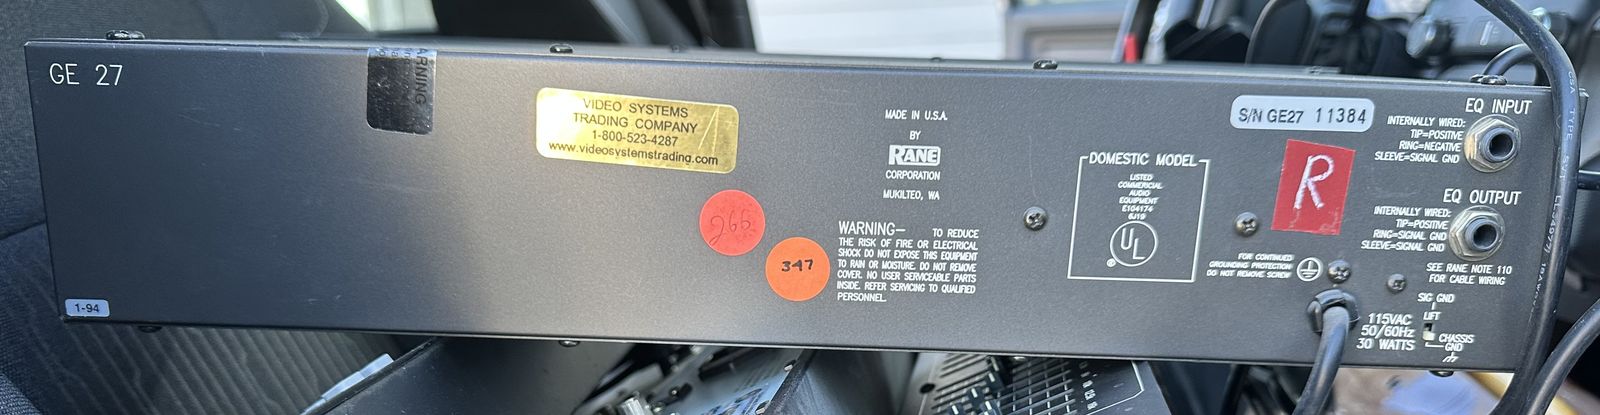 GE 27
WARNING
VIDEO SYSTEMS
TRADING COMPANY
1-800-523-4287
www.videosystemstrading.com
266
347
1-94
MADE IN U.S.A.
BY
RANE
CORPORATION
MUKILTEO, WA
WARNING— TO REDUCE
THE RISK OF FIRE OR ELECTRICAL
SHOCK DO NOT EXPOSE THIS EQUIPMENT
TO RAIN OR MOISTURE. DO NOT REMOVE
COVER. NO USER SERVICEABLE PARTS
INSIDE. REFER SERVICING TO QUALIFIED
PERSONNEL.
DOMESTIC MODEL
LISTED
COMMERCIAL
AUDIO
EQUIPMENT
E104174
6J19
UL
®
S/N GE27 11384
R
FOR CONTINUED
GROUNDING PROTECTION
DO NOT REMOVE SCREW
EQ INPUT
INTERNALLY WIRED:
TIP=POSITIVE
RING=NEGATIVE
SLEEVE=SIGNAL GND
EQ OUTPUT
INTERNALLY WIRED:
TIP=POSITIVE
RING=SIGNAL GND
SLEEVE=SIGNAL GND
SEE RANE NOTE 110
FOR CABLE WIRING
SIG GND
LIFT
CHASSIS
GND
115VAC
50/60Hz
30 WATTS